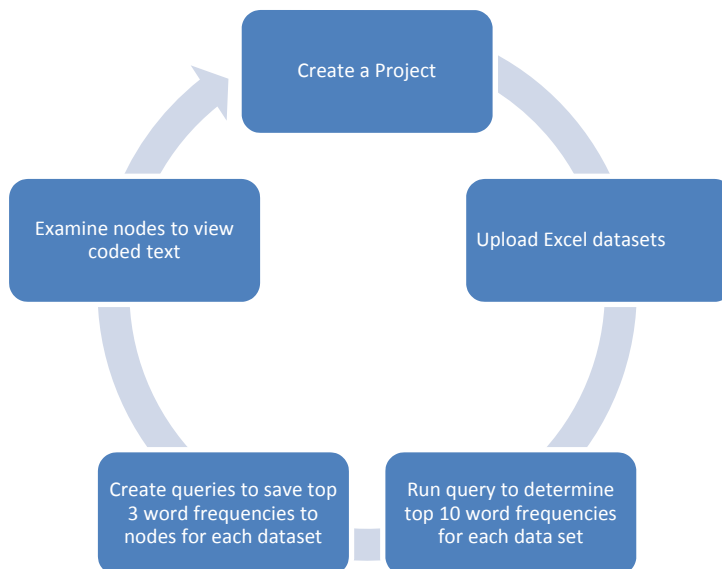 Create a Project
Upload Excel datasets
Run query to determine
top 10 word frequencies
for each data set
Create queries to save top
3 word frequencies to
nodes for each dataset
Examine nodes to view
coded text